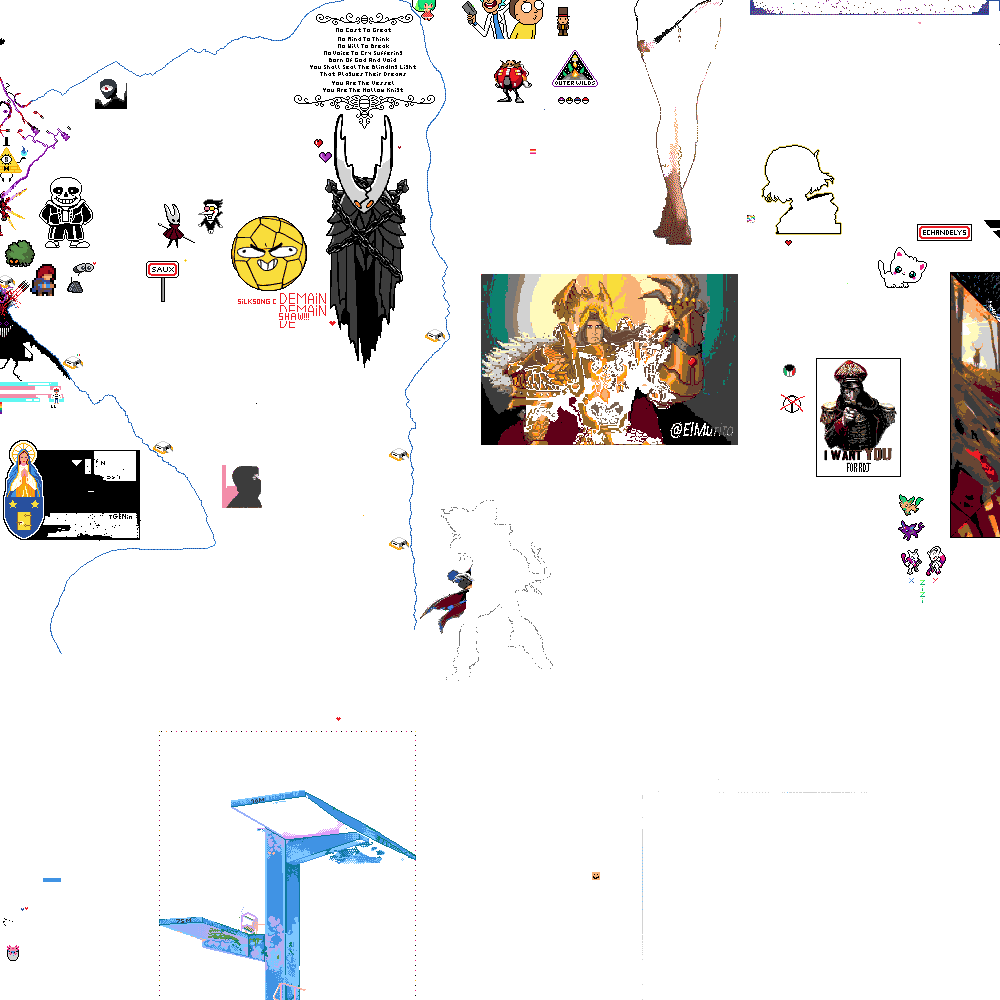 No Cost To Great
No Mind To Think
No Will To Break
No Voice To Cry Suffering
Born Of God And Void
You Shall Seal The Blinding Light
That Plagues Their Dreams
You Are The Vessel
You Are The Hollow Knight
OUTER WILDS
ECHANDELYS
SAUX
SILKSONG C DEMAIN
DEMAIN
SHAW!!!
DE
@ElMunto
I WANT YOU
FOR RDJ